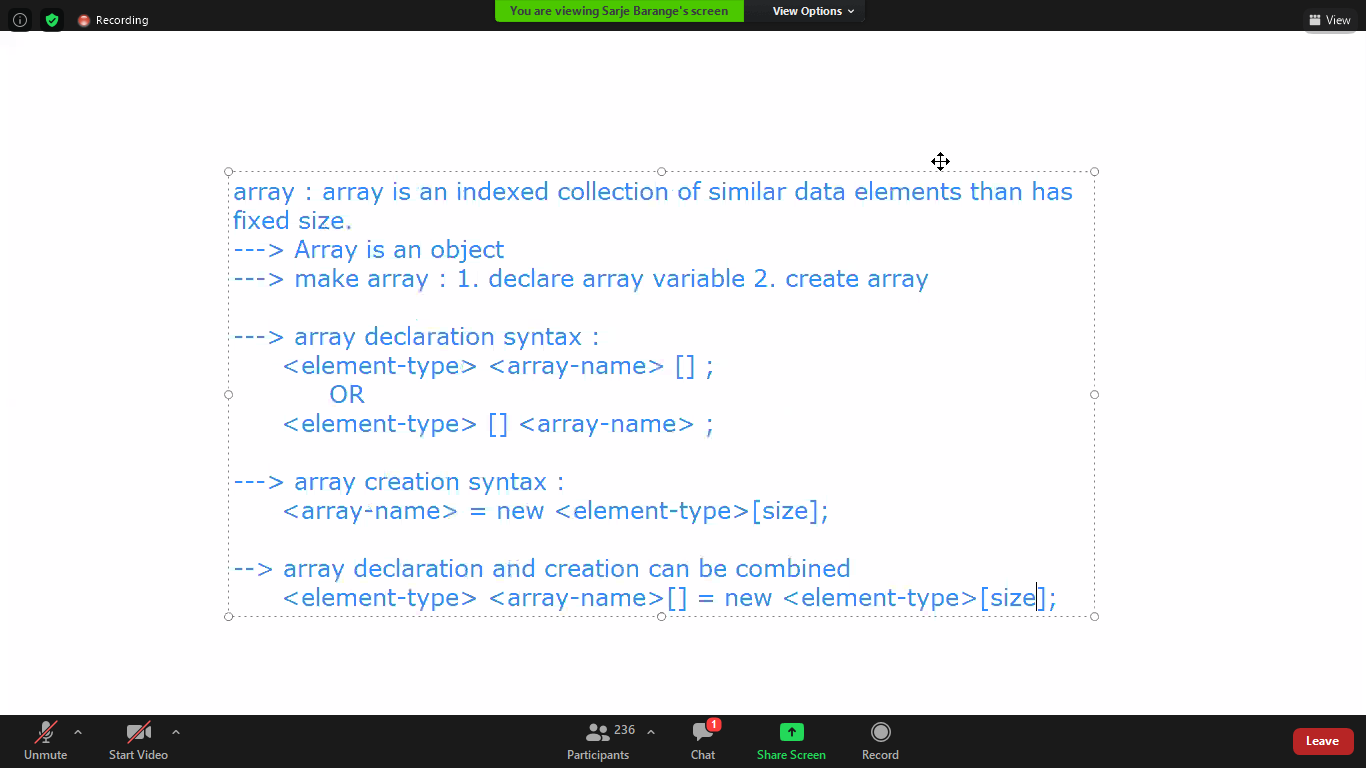 Recording
You are viewing Sarje Barange's screen
View Options
View
array : array is an indexed collection of similar data elements than has
fixed size.
---> Array is an object
---> make array : 1. declare array variable 2. create array
---> array declaration syntax :
<element-type> <array-name> [] ;
OR
<element-type> [] <array-name> ;
---> array creation syntax :
<array-name> = new <element-type>[size];
--> array declaration and creation can be combined
<element-type> <array-name>[] = new <element-type>[size];
Unmute
Start Video
236
Participants
1
Chat
Share Screen
Record
Leave